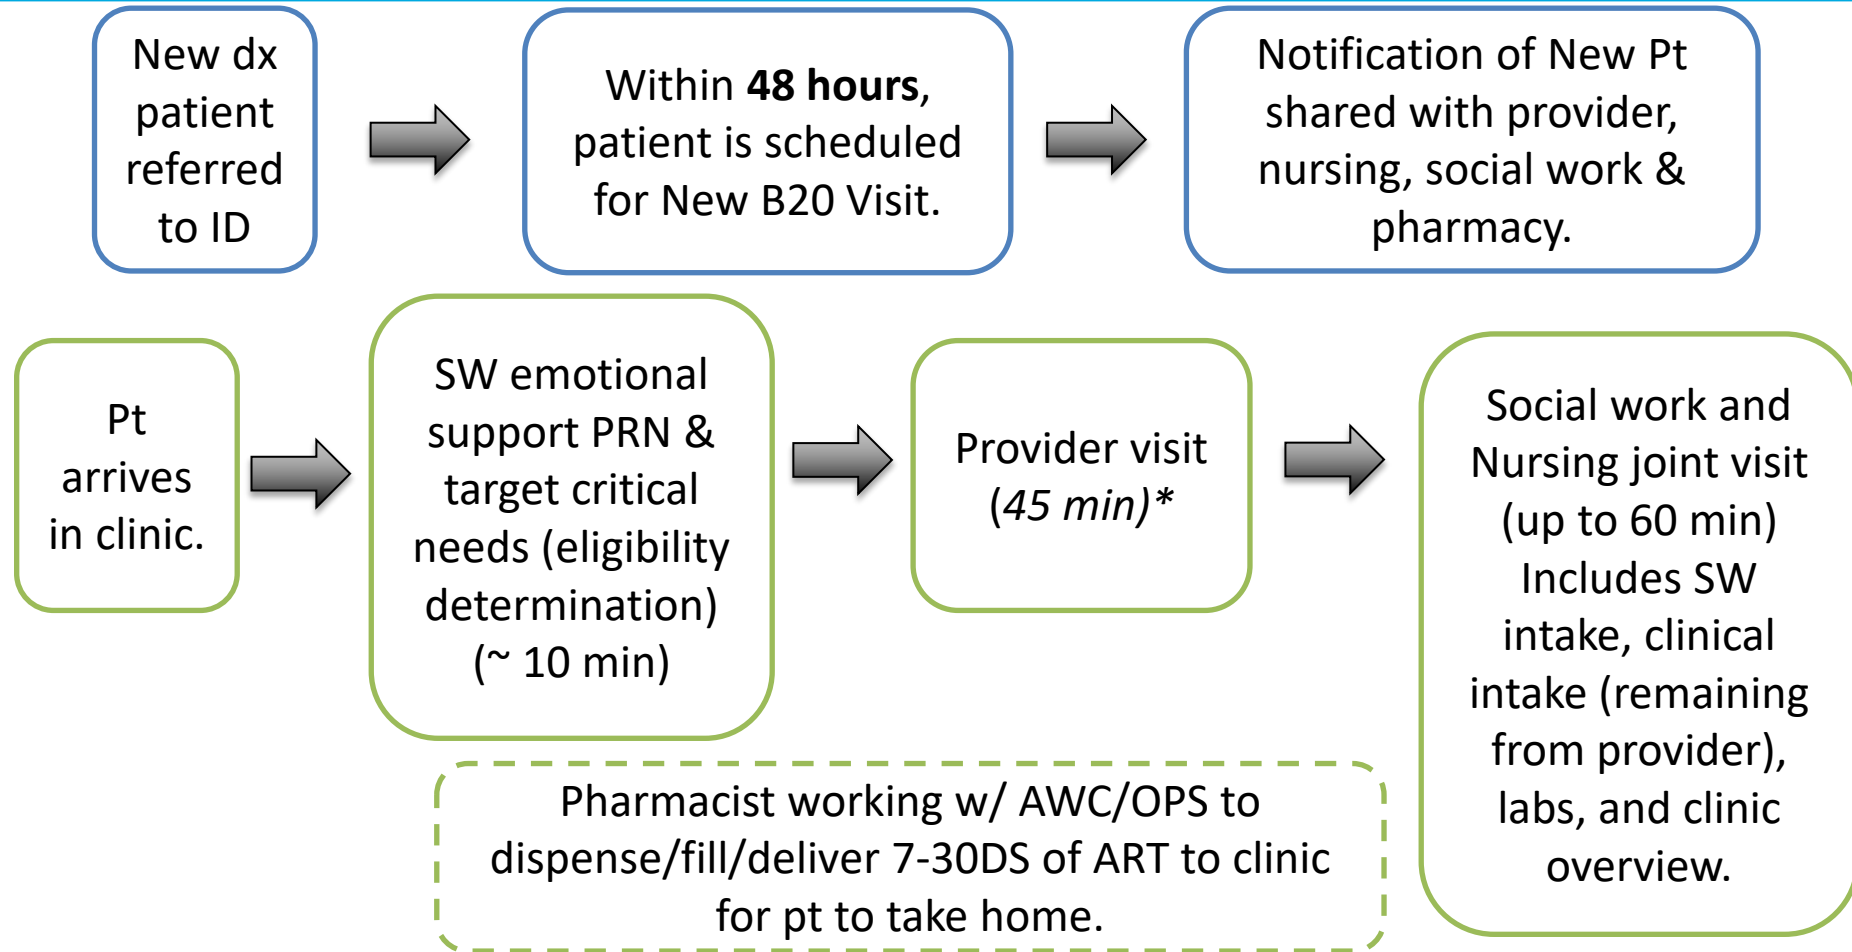 New dx
patient
referred
to ID
Within 48 hours,
patient is scheduled
for New B20 Visit.
Notification of New Pt
shared with provider,
nursing, social work &
pharmacy.
Pt
arrives
in clinic.
SW emotional
support PRN &
target critical
needs (eligibility
determination)
(~ 10 min)
Provider visit
(45 min)*
Social work and
Nursing joint visit
(up to 60 min)
Includes SW
intake, clinical
intake (remaining
from provider),
labs, and clinic
overview.
Pharmacist working w/ AWC/OPS to
dispense/fill/deliver 7-30DS of ART to clinic
for pt to take home.